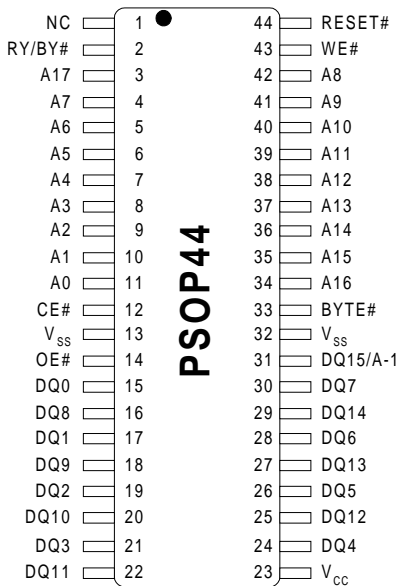 NC 1 44 RESET#
RY/BY# 2 43 WE#
A17 3 42 A8
A7 4 41 A9
A6 5 40 A10
A5 6 39 A11
A4 7 38 A12
A3 8 37 A13
A2 9 36 A14
A1 10 35 A15
A0 11 34 A16
CE# 12 33 BYTE#
VSS 13 32 VSS
OE# 14 31 DQ15/A-1
DQ0 15 30 DQ7
DQ8 16 29 DQ14
DQ1 17 28 DQ6
DQ9 18 27 DQ13
DQ2 19 26 DQ5
DQ10 20 25 DQ12
DQ3 21 24 DQ4
DQ11 22 23 VCC
PSOP44